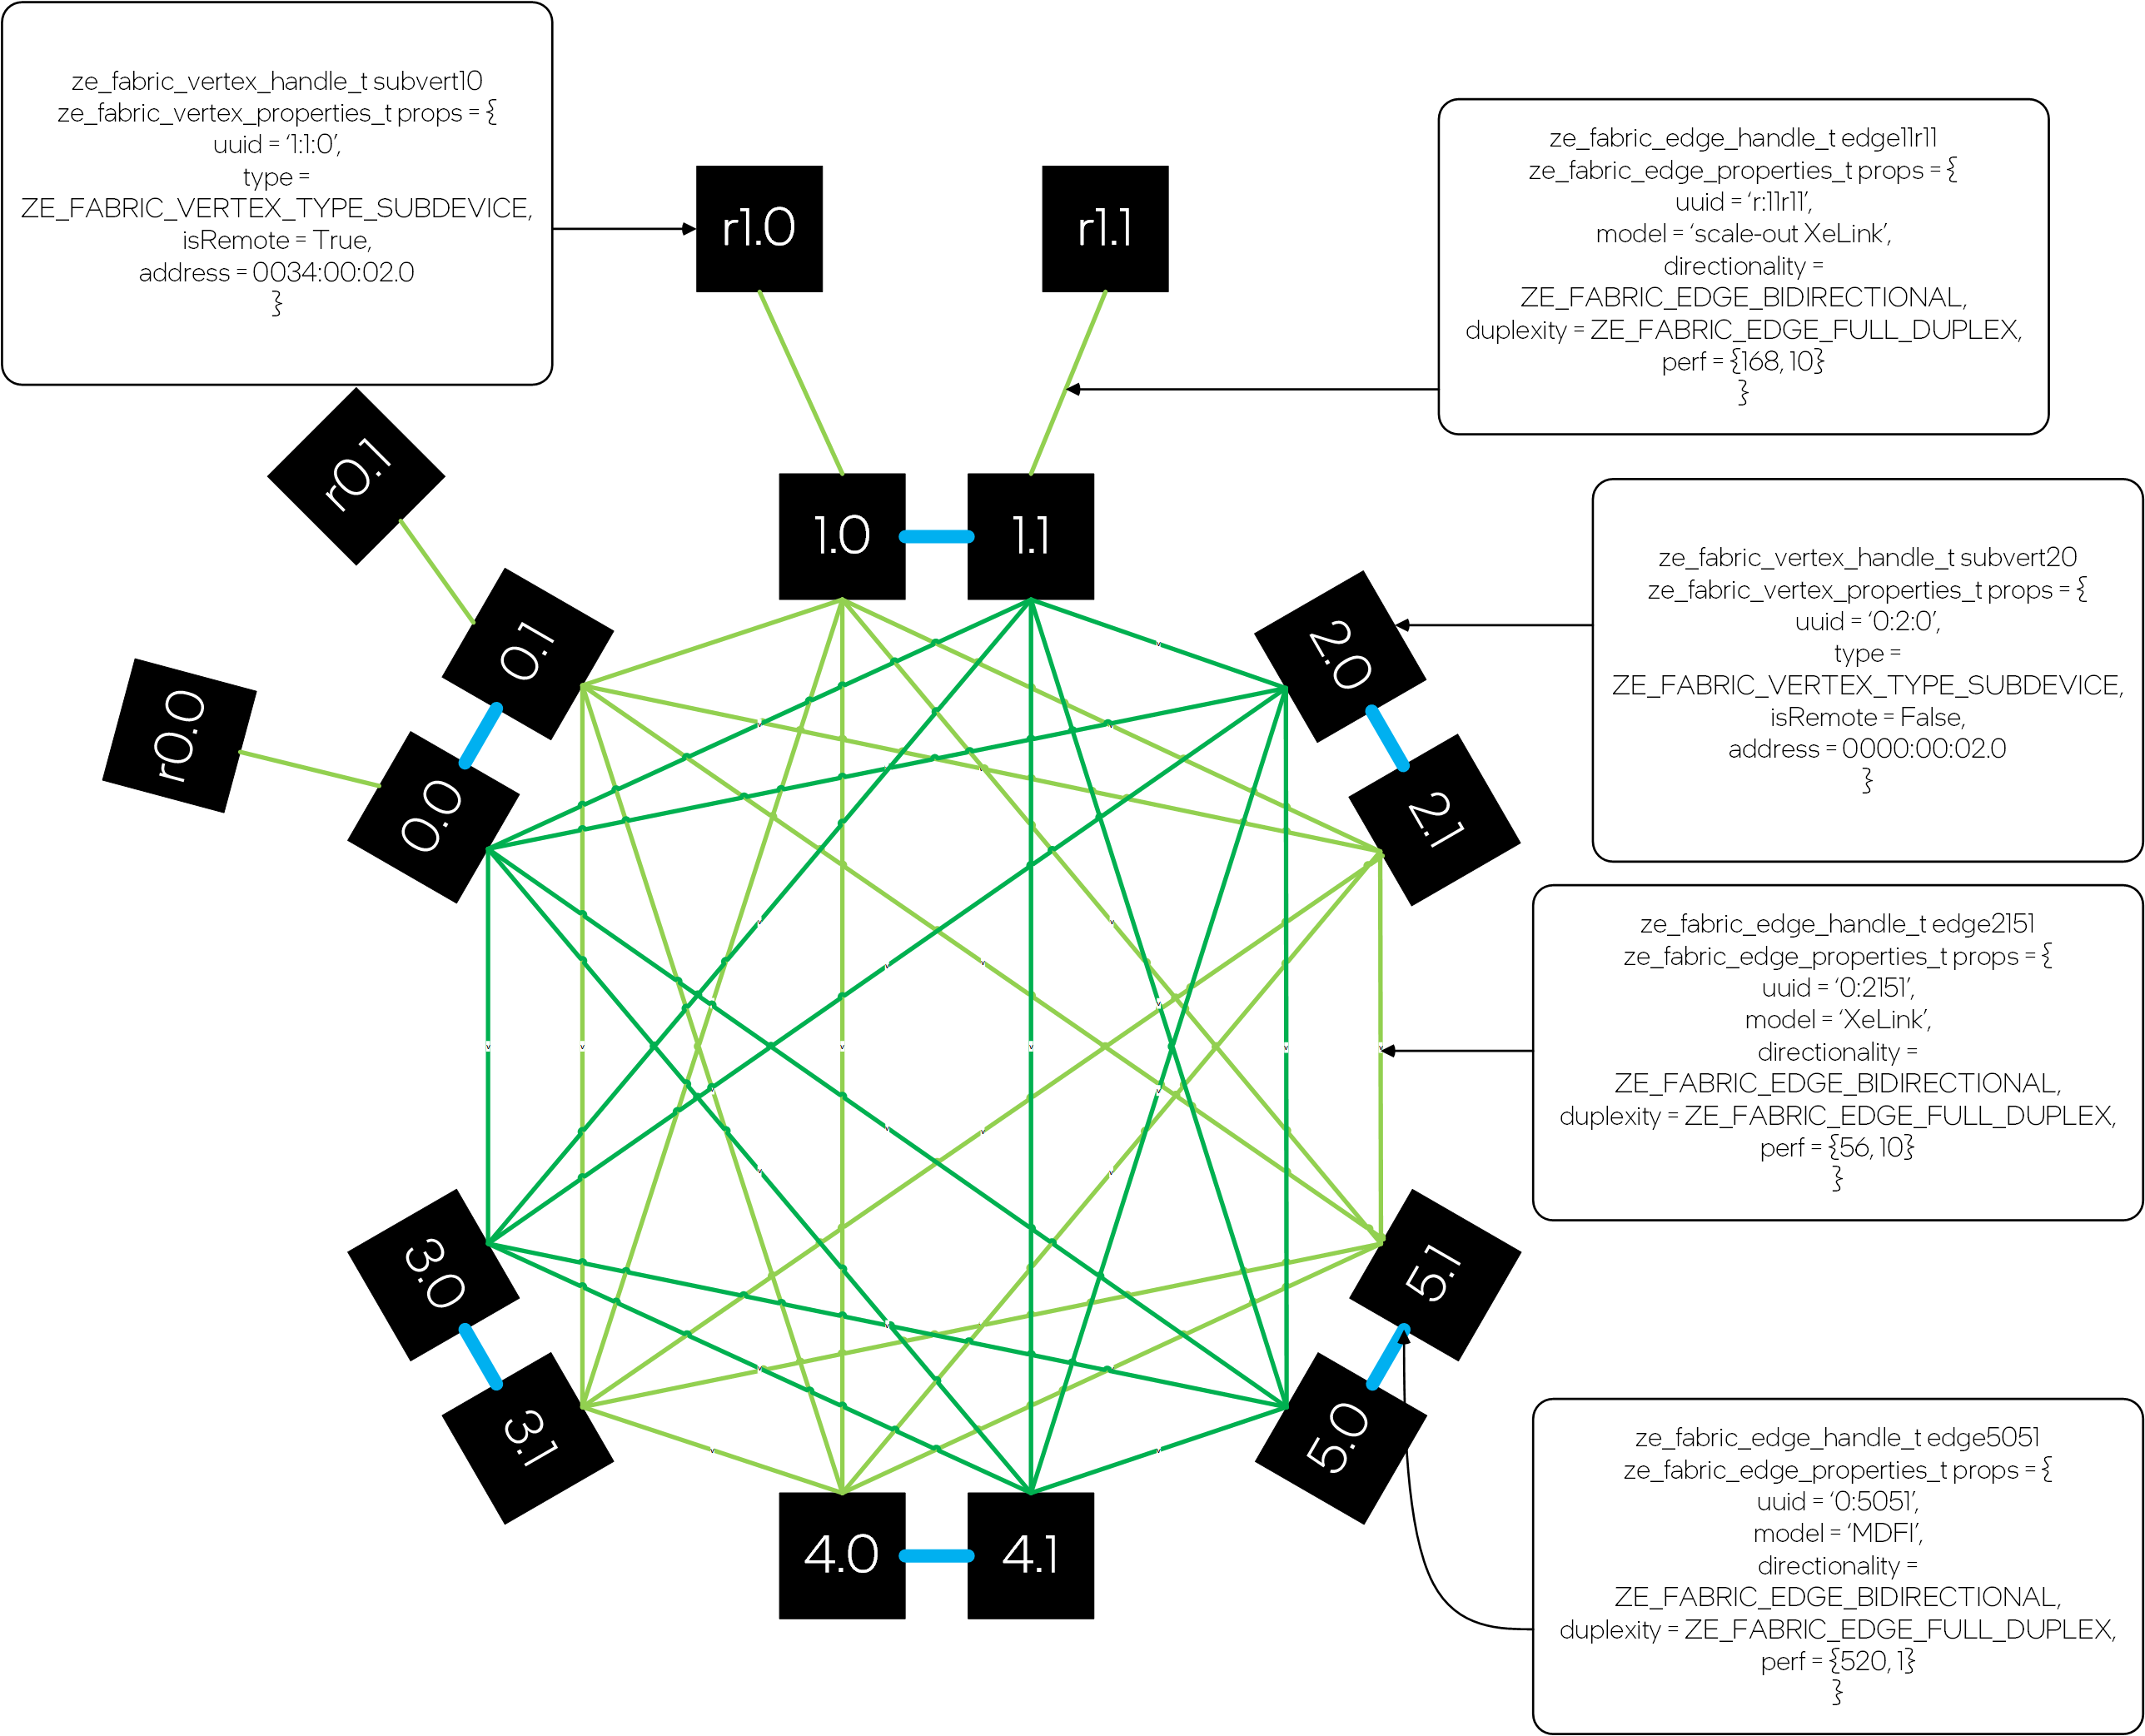 ze_fabric_vertex_handle_t subvert10
ze_fabric_vertex_properties_t props = {
uuid = ‘1:1:0’,
type =
ZE_FABRIC_VERTEX_TYPE_SUBDEVICE,
isRemote = True,
address = 0034:00:02.0
}
ze_fabric_edge_handle_t edge11r11
ze_fabric_edge_properties_t props = {
uuid = ‘r:11r11’,
model = ‘scale-out XeLink’,
directionality =
ZE_FABRIC_EDGE_BIDIRECTIONAL,
duplexity = ZE_FABRIC_EDGE_FULL_DUPLEX,
perf = {168, 10}
}
r1.0
r1.1
r0.1
1.0
1.1
ze_fabric_vertex_handle_t subvert20
ze_fabric_vertex_properties_t props = {
uuid = ‘0:2:0’,
type =
ZE_FABRIC_VERTEX_TYPE_SUBDEVICE,
isRemote = False,
address = 0000:00:02.0
}
0.1
2.0
r0.0
0.0
2.1
ze_fabric_edge_handle_t edge2151
ze_fabric_edge_properties_t props = {
uuid = ‘0:2151’,
model = ‘XeLink’,
directionality =
ZE_FABRIC_EDGE_BIDIRECTIONAL,
duplexity = ZE_FABRIC_EDGE_FULL_DUPLEX,
perf = {56, 10}
}
3.0
5.1
3.1
5.0
4.0
4.1
ze_fabric_edge_handle_t edge5051
ze_fabric_edge_properties_t props = {
uuid = ‘0:5051’,
model = ‘MDFI’,
directionality =
ZE_FABRIC_EDGE_BIDIRECTIONAL,
duplexity = ZE_FABRIC_EDGE_FULL_DUPLEX,
perf = {520, 1}
}